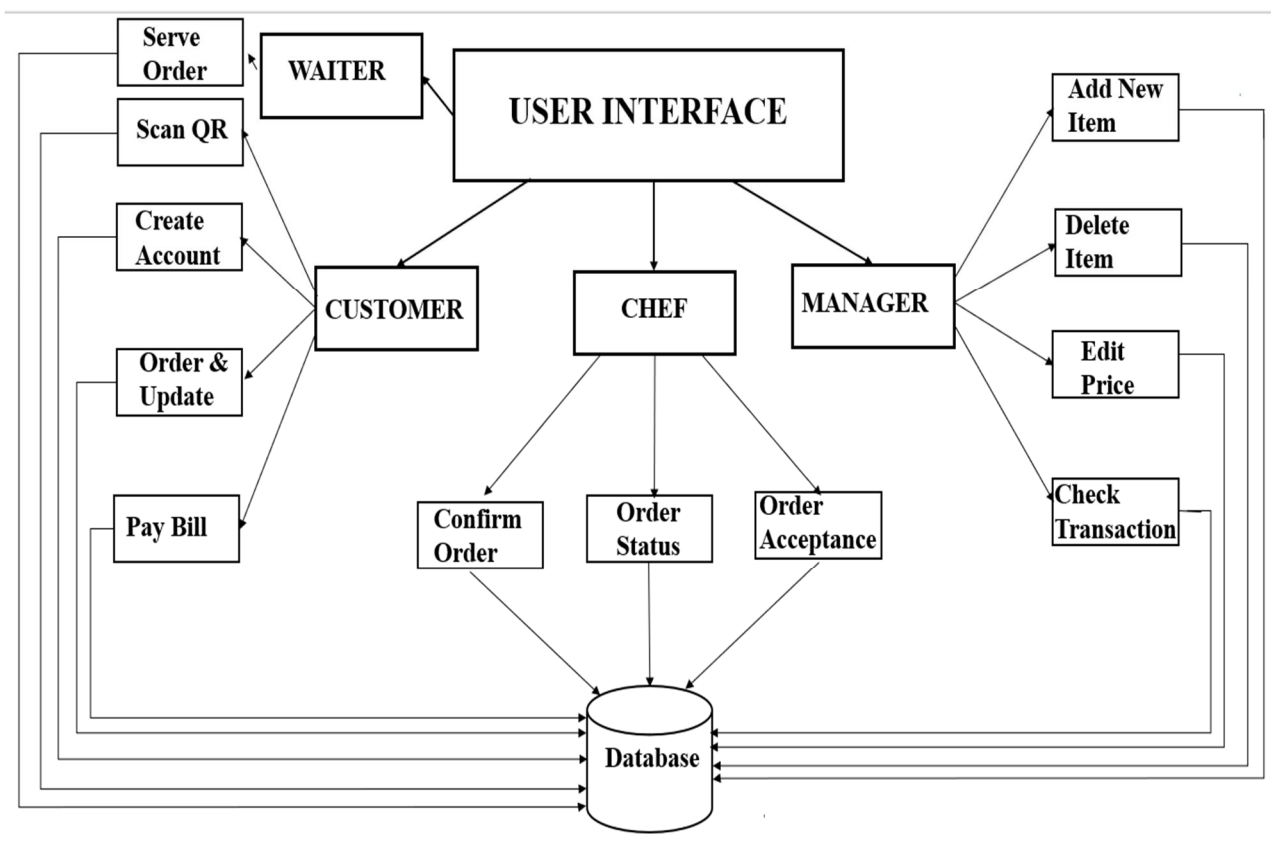 Serve
Order
WAITER
USER INTERFACE
Scan QR
Create
Account
Order &
Update
Pay Bill
CUSTOMER
CHEF
MANAGER
Add New
Item
Delete
Item
Edit
Price
Check
Transaction
Confirm
Order
Order
Status
Order
Acceptance
Database